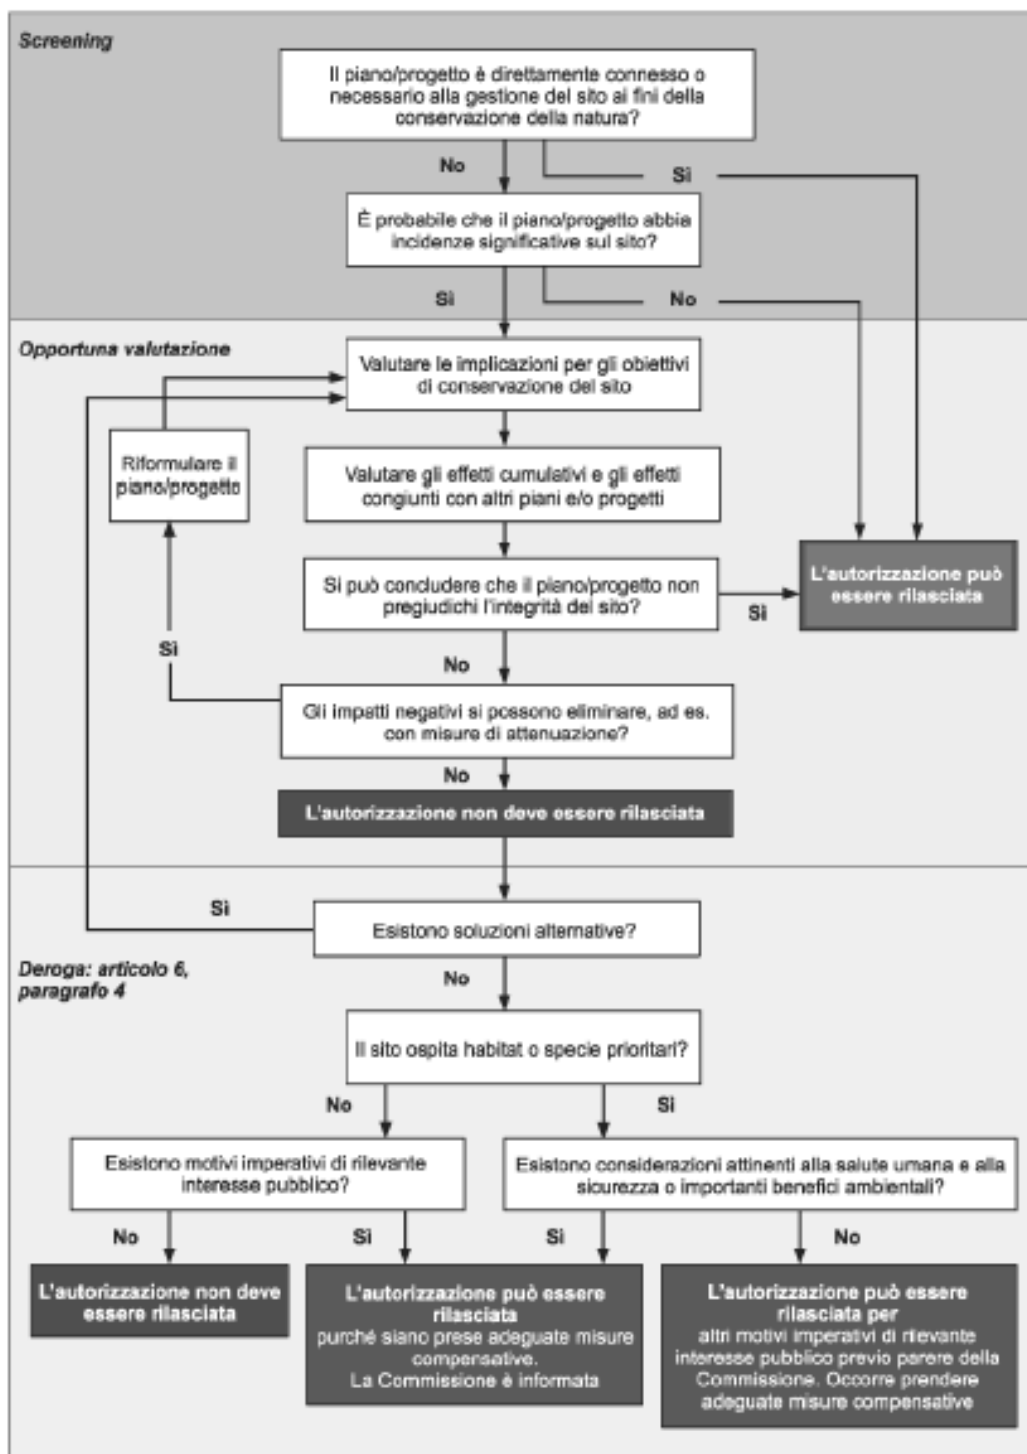 Screening
Il piano/progetto è direttamente connesso o
necessario alla gestione del sito ai fini della
conservazione della natura?
No
Sì
È probabile che il piano/progetto abbia
incidenze significative sul sito?
Sì
No
Opportuna valutazione
Valutare le implicazioni per gli obiettivi
di conservazione del sito
Riformulare il
piano/progetto
Valutare gli effetti cumulativi e gli effetti
congiunti con altri piani e/o progetti
Si può concludere che il piano/progetto non
pregiudichi l'integrità del sito?
Sì
L'autorizzazione può
essere rilasciata
Sì
No
Gli impatti negativi si possono eliminare, ad es.
con misure di attenuazione?
No
L'autorizzazione non deve essere rilasciata
Sì
Esistono soluzioni alternative?
Deroga: articolo 6,
paragrafo 4
No
Il sito ospita habitat o specie prioritari?
No
Sì
Esistono motivi imperativi di rilevante
interesse pubblico?
Esistono considerazioni attinenti alla salute umana e alla
sicurezza o importanti benefici ambientali?
No
Sì
Sì
No
L'autorizzazione non deve
essere rilasciata
L'autorizzazione può essere
rilasciata
purché siano prese adeguate misure
compensative.
La Commissione è informata
L'autorizzazione può essere
rilasciata per
altri motivi imperativi di rilevante
interesse pubblico previo parere della
Commissione. Occorre prendere
adeguate misure compensative